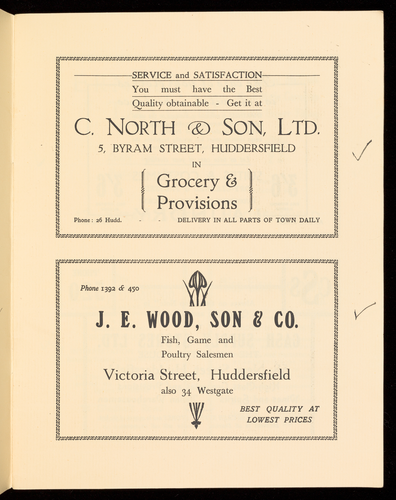 SERVICE and SATISFACTION
You must have the Best
Quality obtainable - Get it at
C. NORTH & SON, LTD.
5, BYRAM STREET, HUDDERSFIELD
IN
Grocery &
Provisions
Phone: 26 Hudd. - - DELIVERY IN ALL PARTS OF TOWN DAILY
Phone 1392 & 450
J. E. WOOD, SON & CO.
Fish, Game and
Poultry Salesmen
Victoria Street, Huddersfield
also 34 Westgate
BEST QUALITY AT
LOWEST PRICES